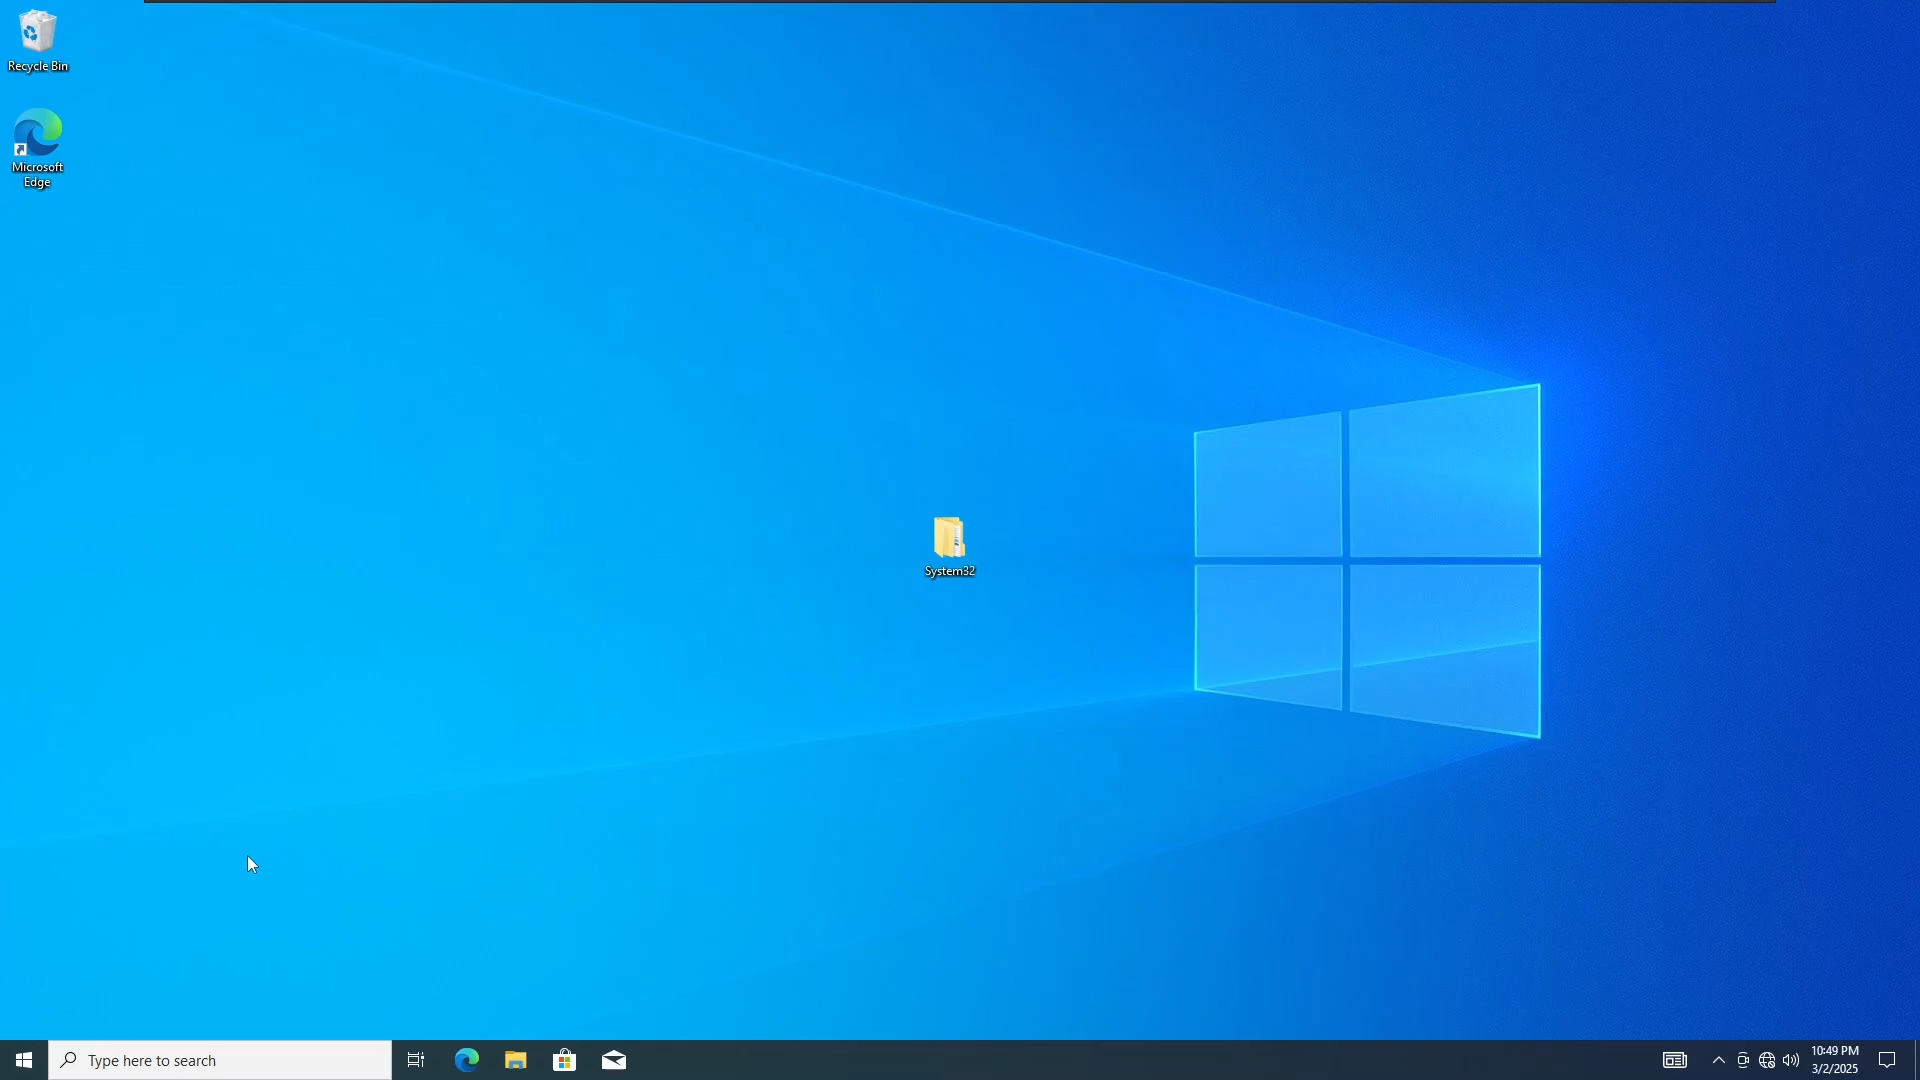 Recycle Bin
Microsoft
Edge
System32
Type here to search
10:49 PM
3/2/2025